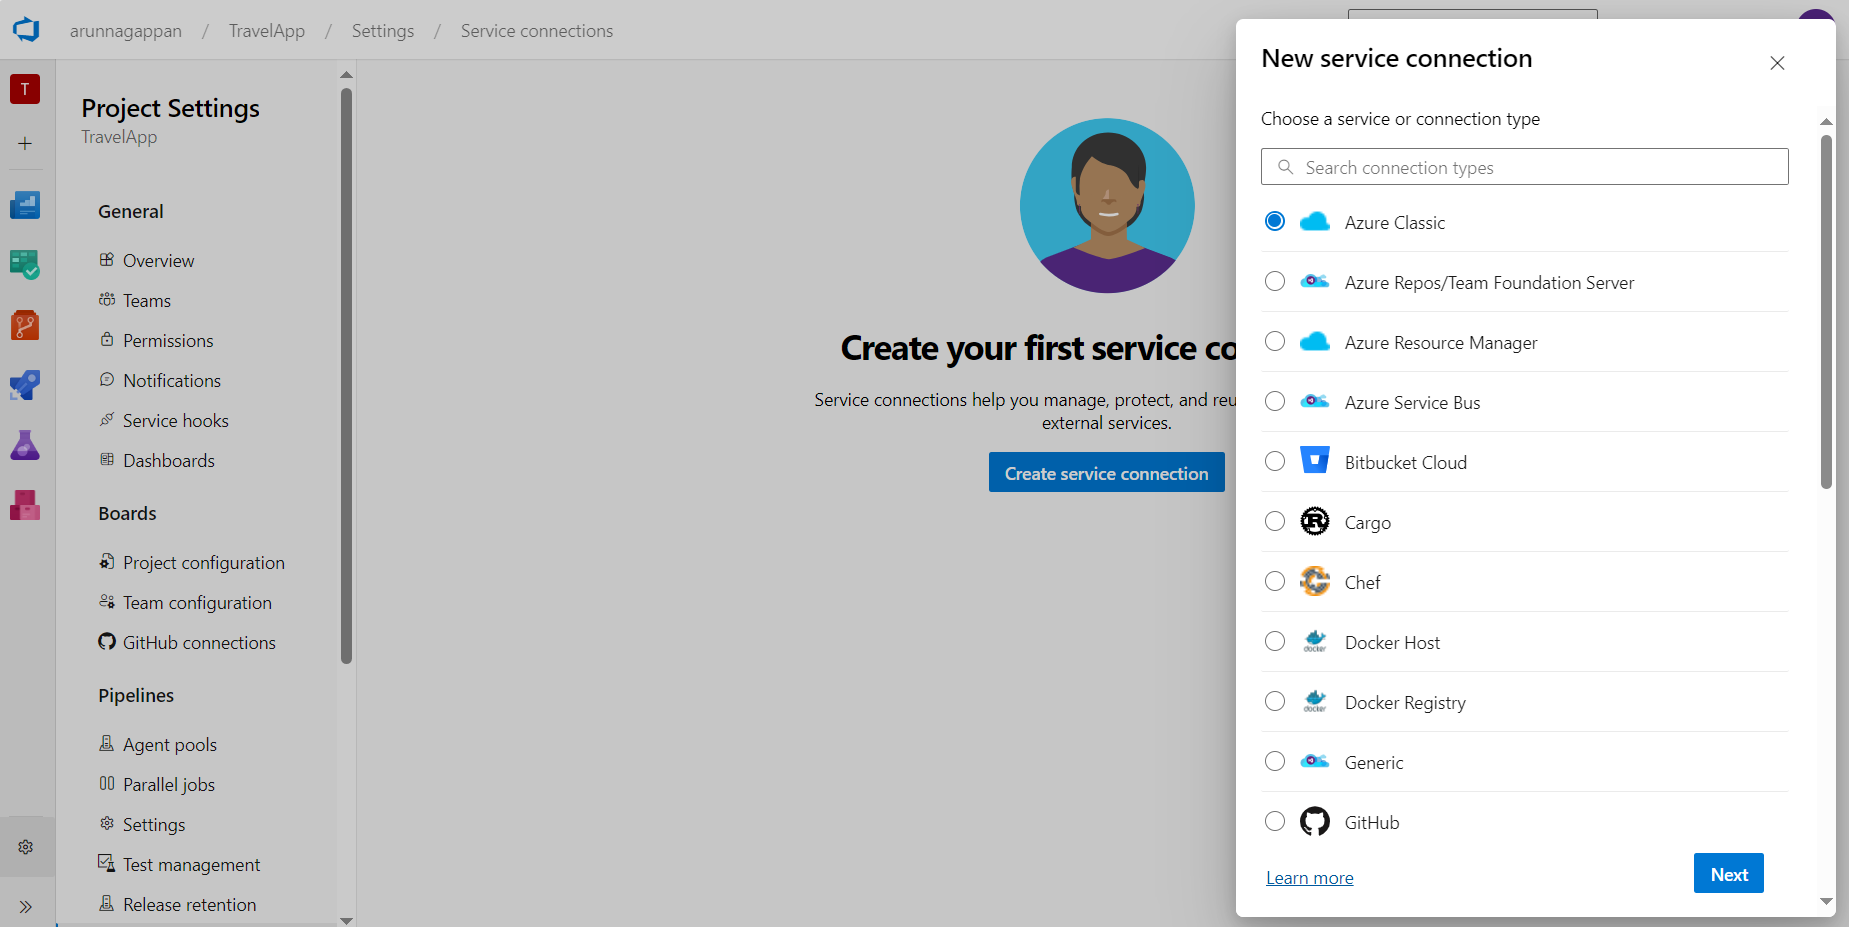 arunnagappan / TravelApp / Settings / Service connections
T
Project Settings
TravelApp
General
Overview
Teams
Permissions
Notifications
Service hooks
Dashboards
Boards
Project configuration
Team configuration
GitHub connections
Pipelines
Agent pools
Parallel jobs
Settings
Test management
Release retention
Create your first service co
Service connections help you manage, protect, and reu
external services.
Create service connection
New service connection
Choose a service or connection type
Search connection types
Azure Classic
Azure Repos/Team Foundation Server
Azure Resource Manager
Azure Service Bus
Bitbucket Cloud
Cargo
Chef
docker Docker Host
docker Docker Registry
Generic
GitHub
Learn more
Next